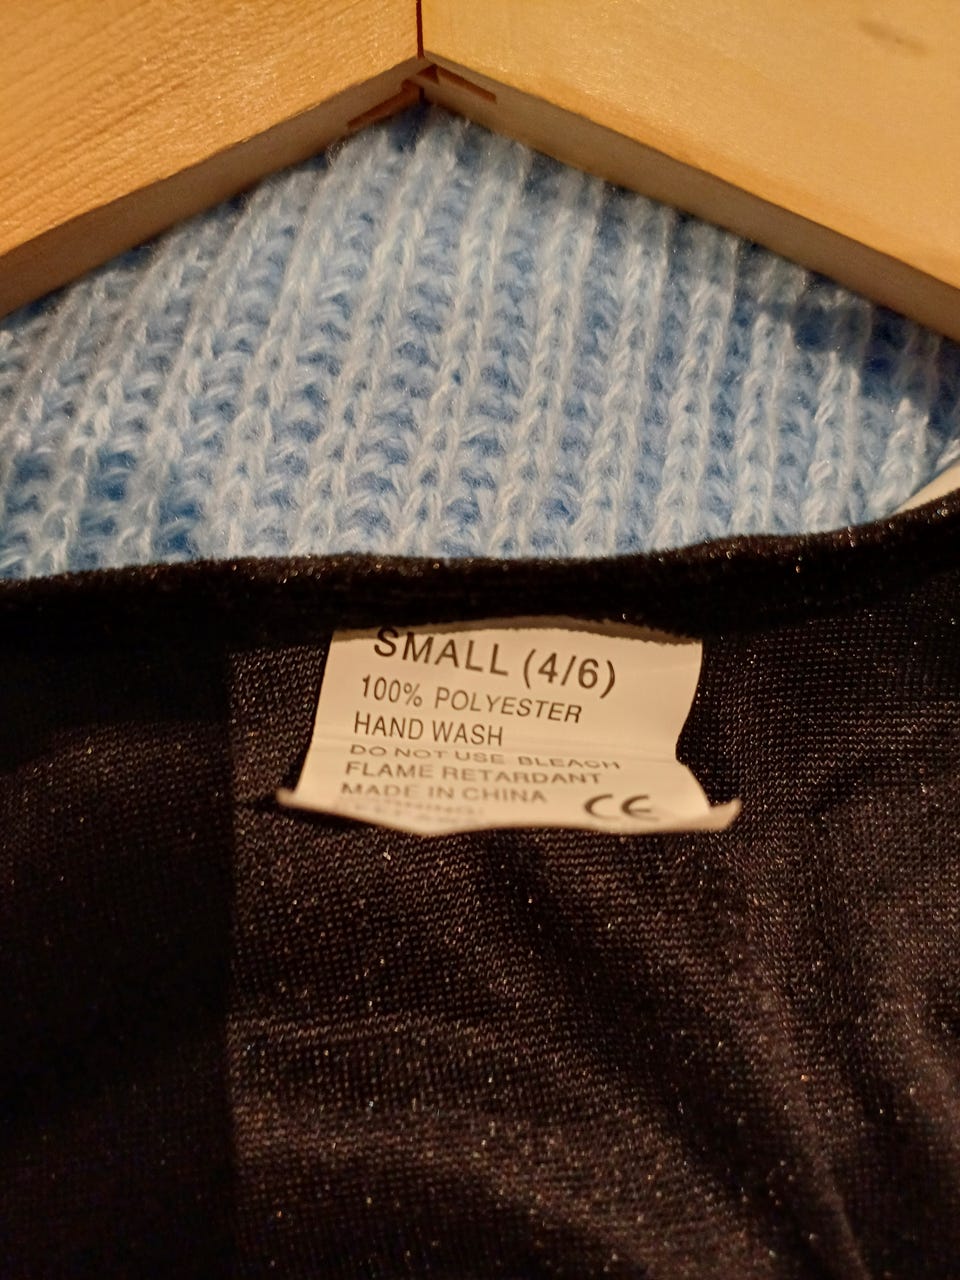 SMALL (4/6)
100% POLYESTER
HAND WASH
DO NOT USE BLEACH
FLAME RETARDANT
MADE IN CHINA CE